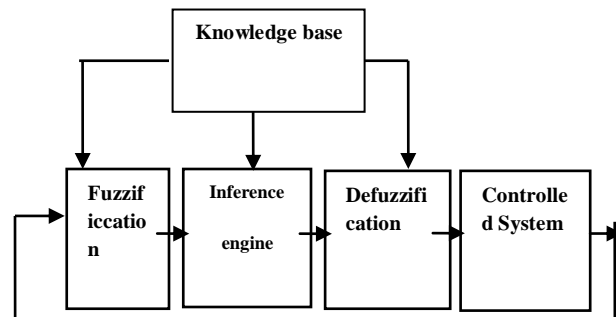 Knowledge base
Fuzzif
iccatio
n
Inference
engine
Defuzzifi
cation
Controlle
d System